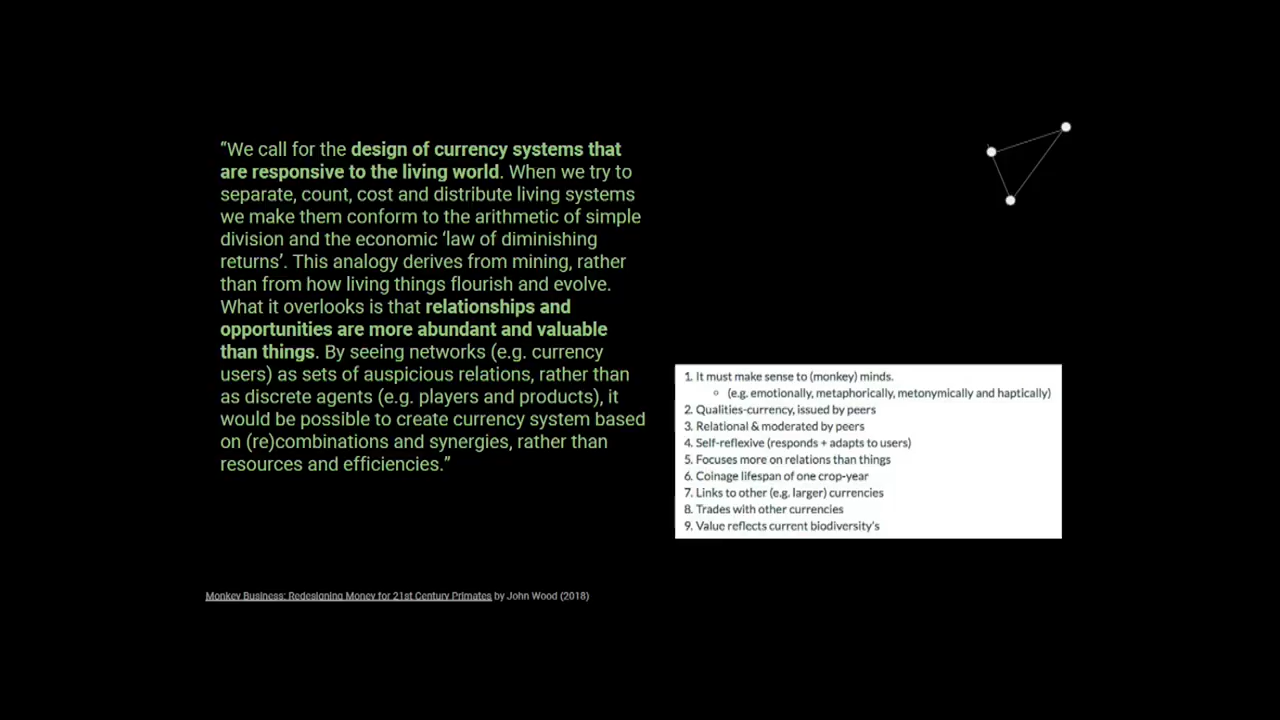 “We call for the design of currency systems that
are responsive to the living world. When we try to
separate, count, cost and distribute living systems
we make them conform to the arithmetic of simple
division and the economic ‘law of diminishing
returns’. This analogy derives from mining, rather
than from how living things flourish and evolve.
What it overlooks is that relationships and
opportunities are more abundant and valuable
than things. By seeing networks (e.g. currency
users) as sets of auspicious relations, rather than
as discrete agents (e.g. players and products), it
would be possible to create currency system based
on (re)combinations and synergies, rather than
resources and efficiencies.”
1. It must make sense to (monkey) minds.
◦ (e.g. emotionally, metaphorically, metonymically and haptically)
2. Qualities-currency, issued by peers
3. Relational & moderated by peers
4. Self-reflexive (responds + adapts to users)
5. Focuses more on relations than things
6. Coinage lifespan of one crop-year
7. Links to other (e.g. larger) currencies
8. Trades with other currencies
9. Value reflects current biodiversity's
Monkey Business: Redesigning Money for 21st Century Primates by John Wood (2018)